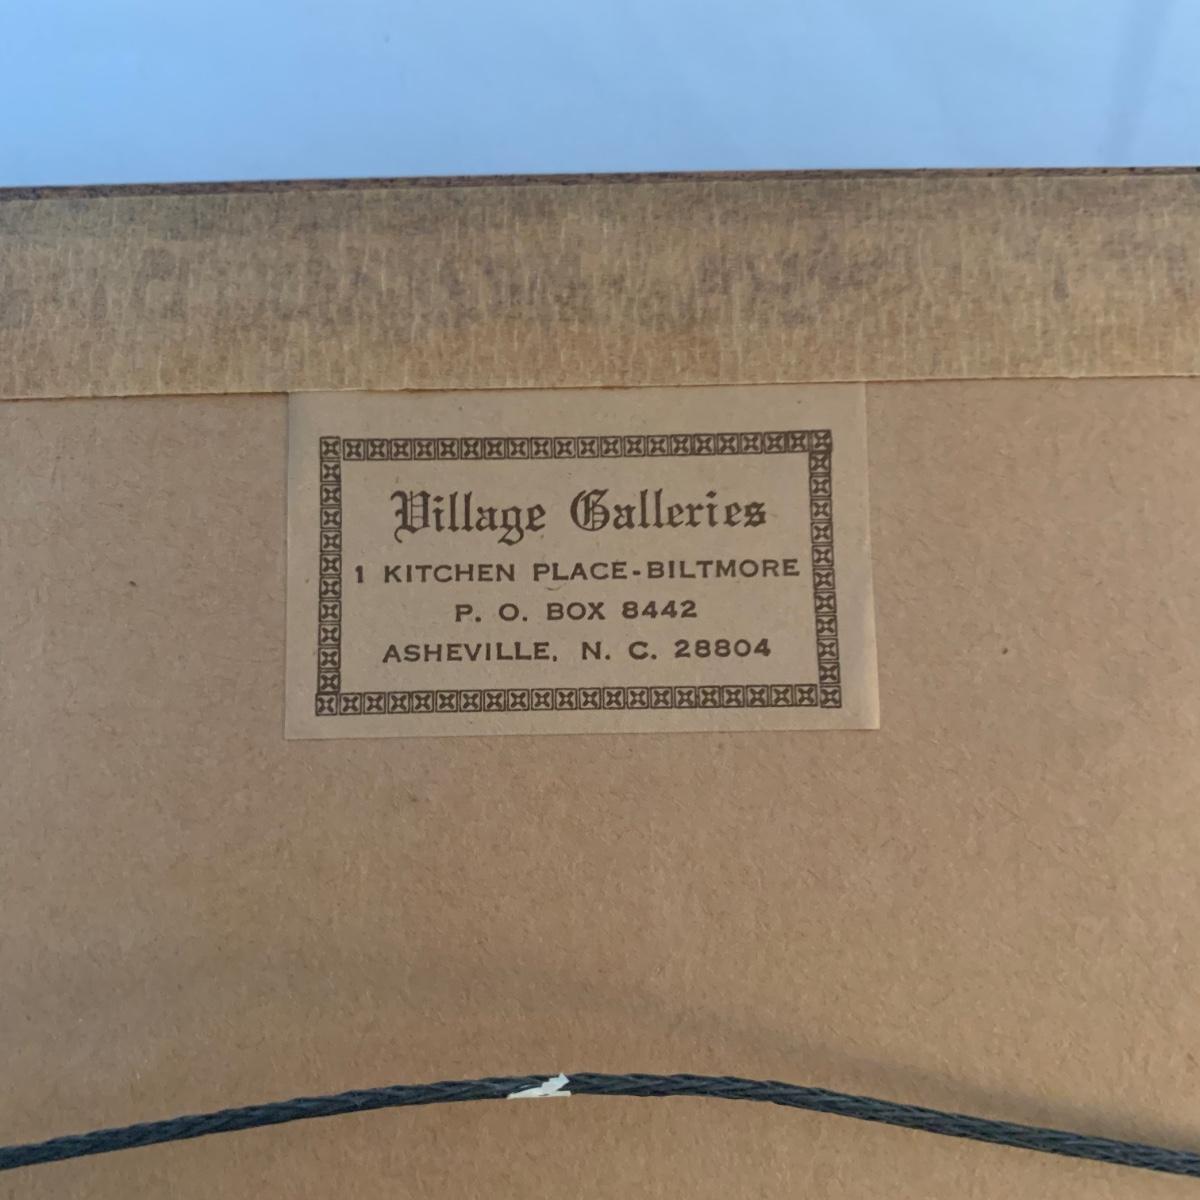 Village Galleries
1 KITCHEN PLACE-BILTMORE
P. O. BOX 8442
ASHEVILLE, N. C. 28804